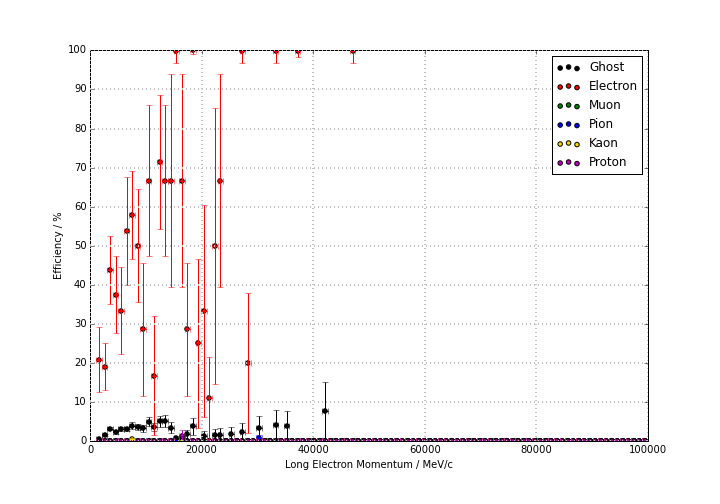 100
90
80
70
60
50
40
30
20
10
0
Efficiency / %
0 20000 40000 60000 80000 100000
Long Electron Momentum / MeV/c
Ghost
Electron
Muon
Pion
Kaon
Proton